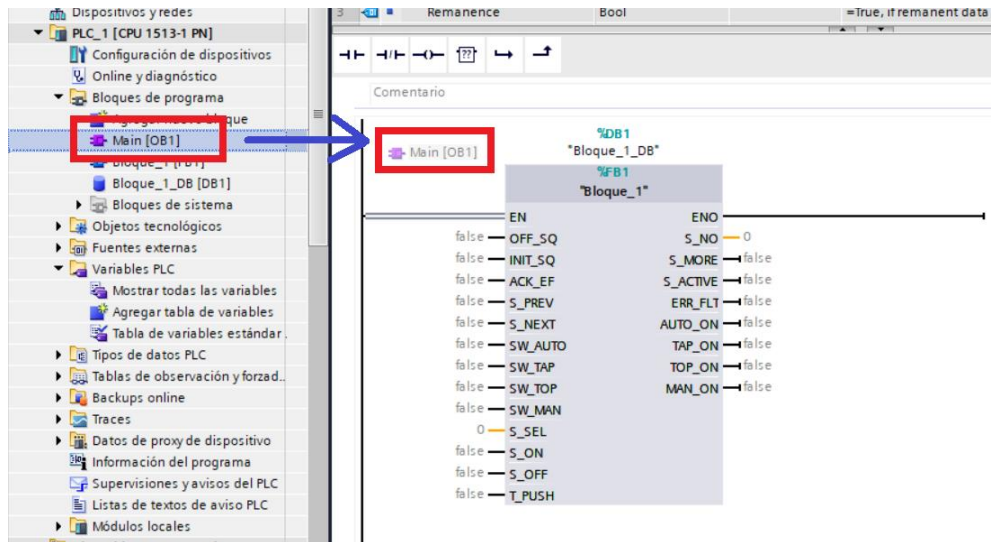 Dispositivos y redes
PLC_1 [CPU 1513-1 PN]
Configuración de dispositivos
Online y diagnóstico
Bloques de programa
Agregar nuevo bloque
Main [OB1]
Bloque_1 [FB1]
Bloque_1_DB [DB1]
Bloques de sistema
Objetos tecnológicos
Fuentes externas
Variables PLC
Mostrar todas las variables
Agregar tabla de variables
Tabla de variables estándar.
Tipos de datos PLC
Tablas de observación y forzad..
Backups online
Traces
Datos de proxy de dispositivo
Información del programa
Supervisiones y avisos del PLC
Listas de textos de aviso PLC
Módulos locales
3 Remanence Bool =True, if remanent data
??
Comentario
Main [OB1]
%DB1
"Bloque_1_DB"
%FB1
"Bloque_1"
EN ENO
false OFF_SQ S_NO 0
false INIT_SQ S_MORE false
false ACK_EF S_ACTIVE false
false S_PREV ERR_FLT false
false S_NEXT AUTO_ON false
false SW_AUTO TAP_ON false
false SW_TAP TOP_ON false
false SW_TOP MAN_ON false
false SW_MAN
0 S_SEL
false S_ON
false S_OFF
false T_PUSH